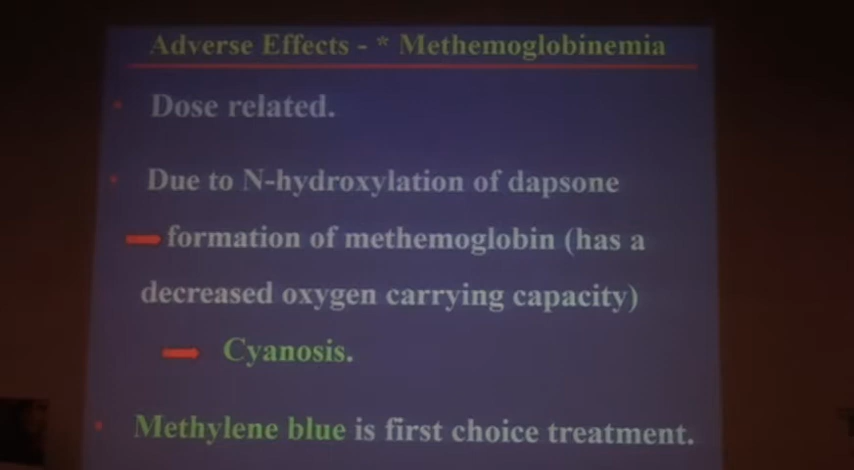 Adverse Effects - * Methemoglobinemia
• Dose related.
• Due to N-hydroxylation of dapsone
formation of methemoglobin (has a
decreased oxygen carrying capacity)
Cyanosis.
• Methylene blue is first choice treatment.